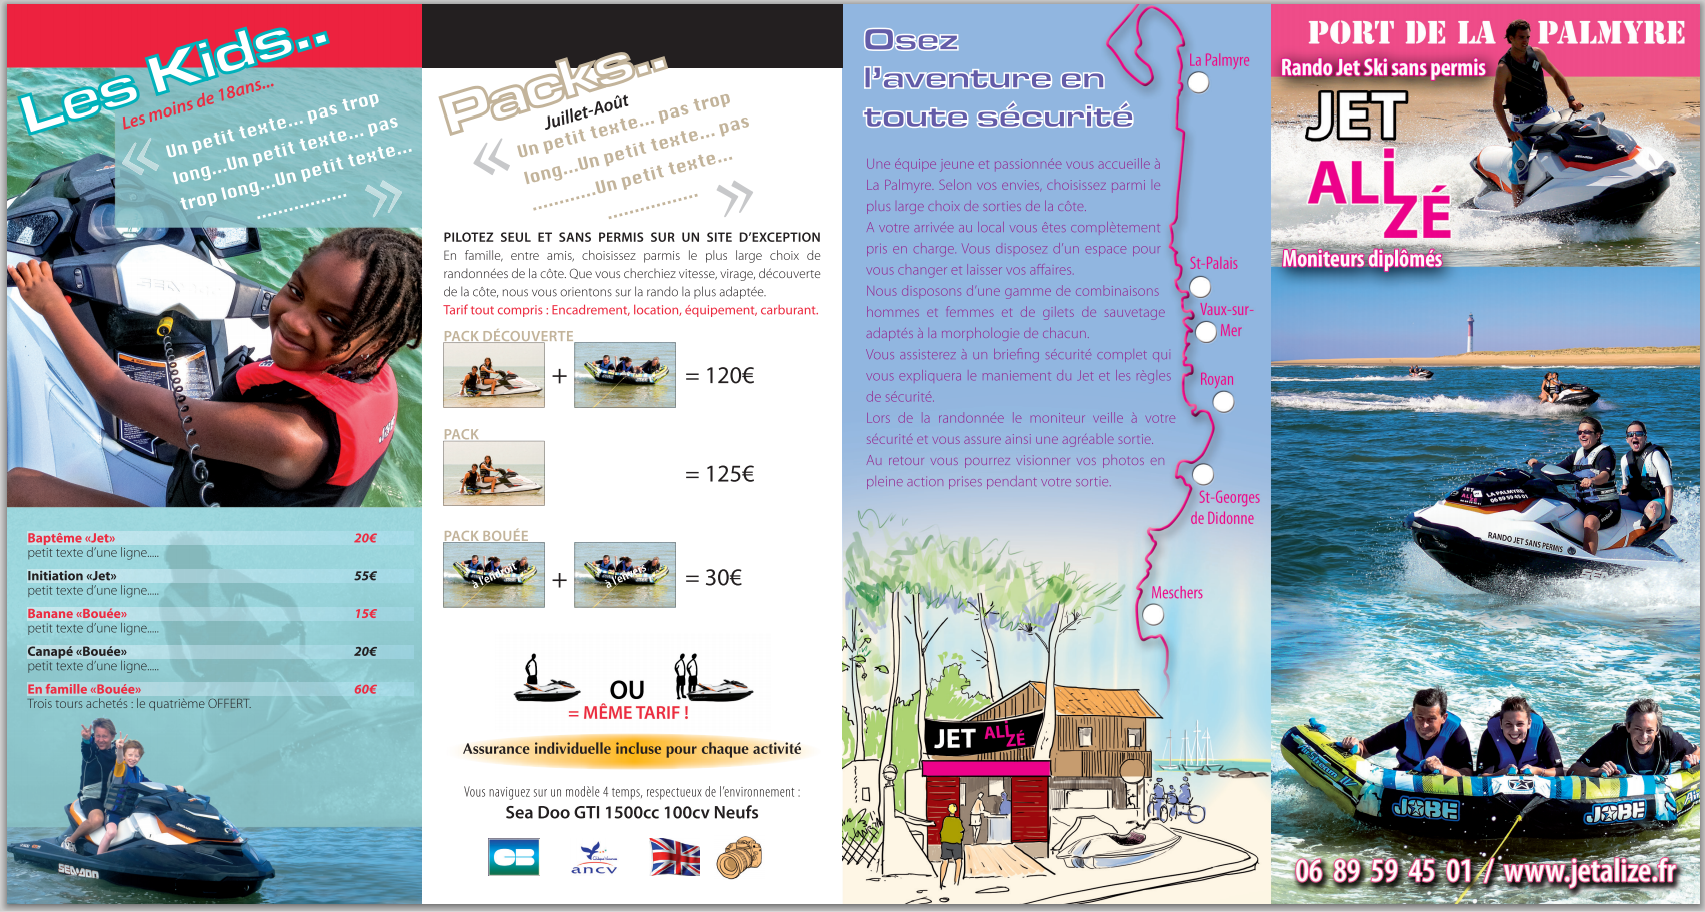 Les Kids..
Les moins de 18ans...
« Un petit texte... pas trop
long...Un petit texte... pas
trop long...Un petit texte...
................. »
Baptême «Jet» 20€
petit texte d'une ligne.....
Initiation «Jet» 55€
petit texte d'une ligne.....
Banane «Bouée» 15€
petit texte d'une ligne.....
Canapé «Bouée» 20€
petit texte d'une ligne.....
En famille «Bouée» 60€
Trois tours achetés : le quatrième OFFERT.
SEADOO
JOBE
Packs..
Juillet-Août
« Un petit texte... pas trop
long...Un petit texte... pas
............Un petit texte...
................. »
PILOTEZ SEUL ET SANS PERMIS SUR UN SITE D'EXCEPTION
En famille, entre amis, choisissez parmis le plus large choix de
randonnées de la côte. Que vous cherchiez vitesse, virage, découverte
de la côte, nous vous orientons sur la rando la plus adaptée.
Tarif tout compris : Encadrement, location, équipement, carburant.
PACK DÉCOUVERTE
+ = 120€
PACK
= 125€
PACK BOUÉE
à l'endroit + à l'envers = 30€
OU
= MÊME TARIF !
Assurance individuelle incluse pour chaque activité
Vous naviguez sur un modèle 4 temps, respectueux de l'environnement :
Sea Doo GTI 1500cc 100cv Neufs
CB
ancv
Osez
l'aventure en
toute sécurité
Une équipe jeune et passionnée vous accueille à
La Palmyre. Selon vos envies, choisissez parmi le
plus large choix de sorties de la côte.
A votre arrivée au local vous êtes complètement
pris en charge. Vous disposez d'un espace pour
vous changer et laisser vos affaires.
Nous disposons d'une gamme de combinaisons
hommes et femmes et de gilets de sauvetage
adaptés à la morphologie de chacun.
Vous assisterez à un briefing sécurité complet qui
vous expliquera le maniement du Jet et les règles
de sécurité.
Lors de la randonnée le moniteur veille à votre
sécurité et vous assure ainsi une agréable sortie.
Au retour vous pourrez visionner vos photos en
pleine action prises pendant votre sortie.
La Palmyre
St-Palais
Vaux-sur-
Mer
Royan
St-Georges
de Didonne
Meschers
JET ALIZÉ
PORT DE LA PALMYRE
Rando Jet Ski sans permis
JET
ALI
ZÉ
Moniteurs diplômés
JET
ALIZÉ
LA PALMYRE
06 89 59 45 01
RANDO JET SANS PERMIS
JOBE
JOBE
06 89 59 45 01 / www.jetalize.fr